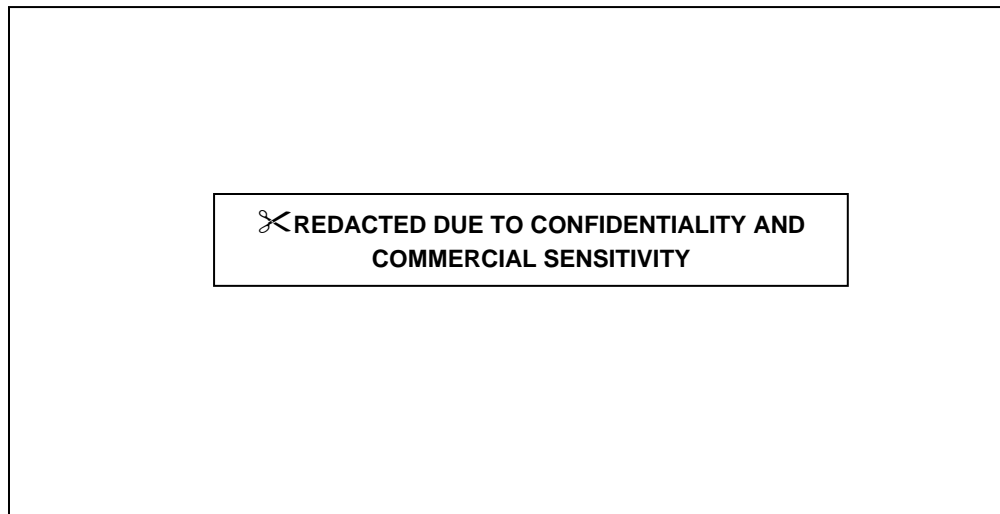 ✂REDACTED DUE TO CONFIDENTIALITY AND
COMMERCIAL SENSITIVITY